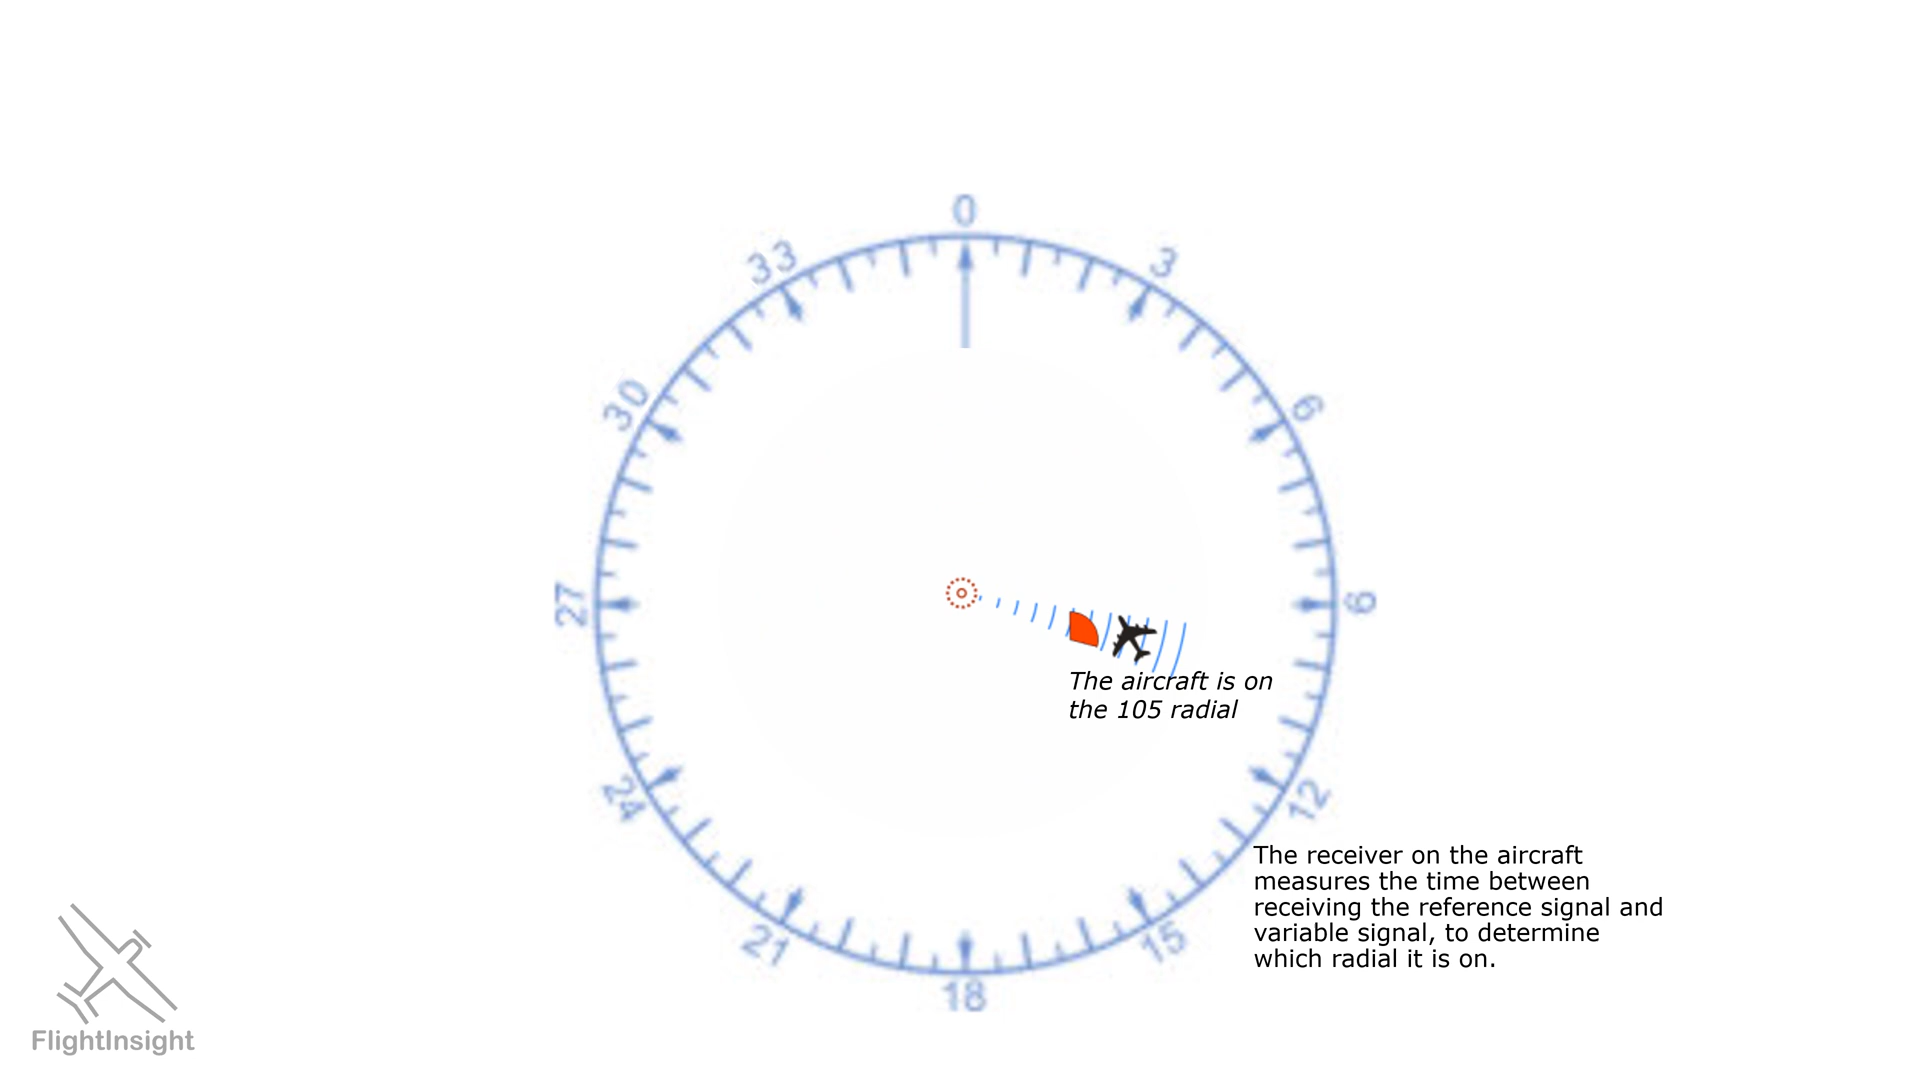 0
33
3
30
6
27
9
The aircraft is on
the 105 radial
24
12
The receiver on the aircraft
measures the time between
receiving the reference signal and
variable signal, to determine
which radial it is on.
21
15
18
FlightInsight